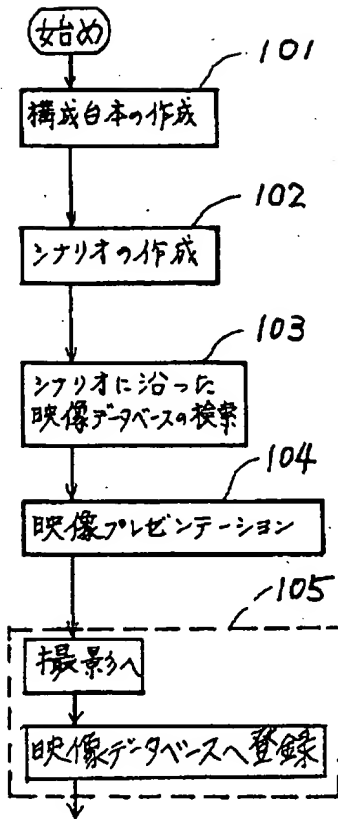 始め
101
構成台本の作成
102
シナリオの作成
103
シナリオに沿った
映像データベースの検索
104
映像プレゼンテーション
105
撮影へ
映像データベースへ登録